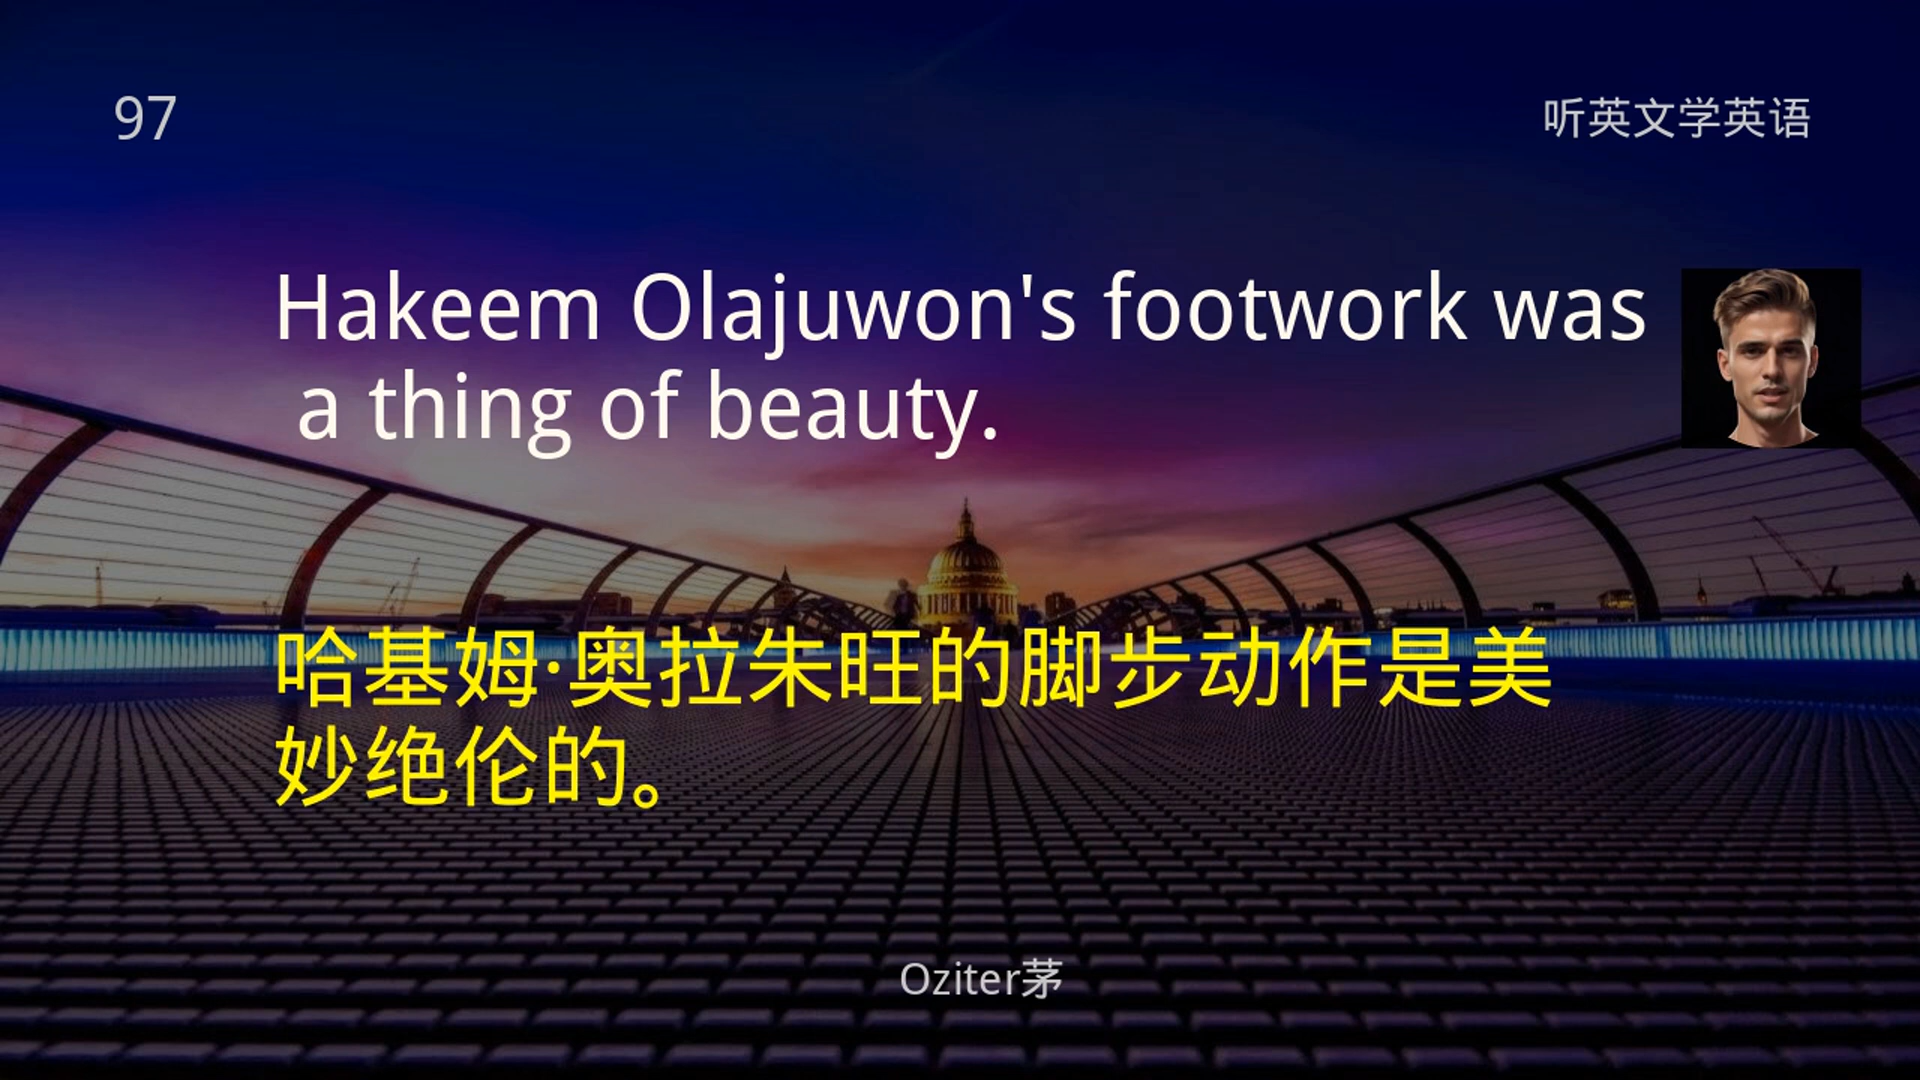 97
听英文学英语
Hakeem Olajuwon's footwork was
a thing of beauty.
哈基姆·奥拉朱旺的脚步动作是美
妙绝伦的。
Oziter茅